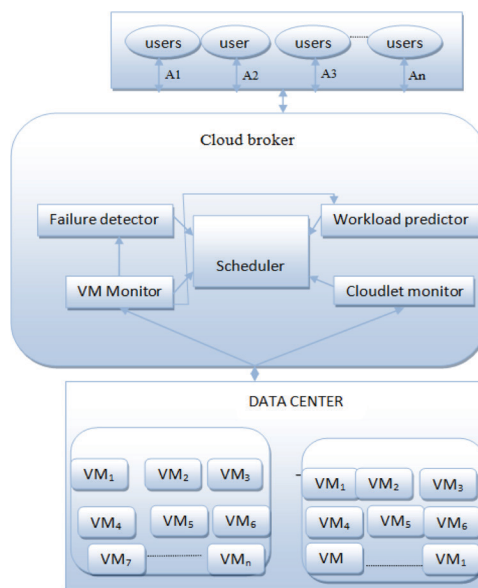 users user users users
A1 A2 A3 An
Cloud broker
Failure detector Workload predictor
Scheduler
VM Monitor Cloudlet monitor
DATA CENTER
VM₁ VM₂ VM₃ VM₁ VM₂ VM₃
VM₄ VM₅ VM₆ VM₄ VM₅ VM₆
VM₇ VMₙ VM VM₁